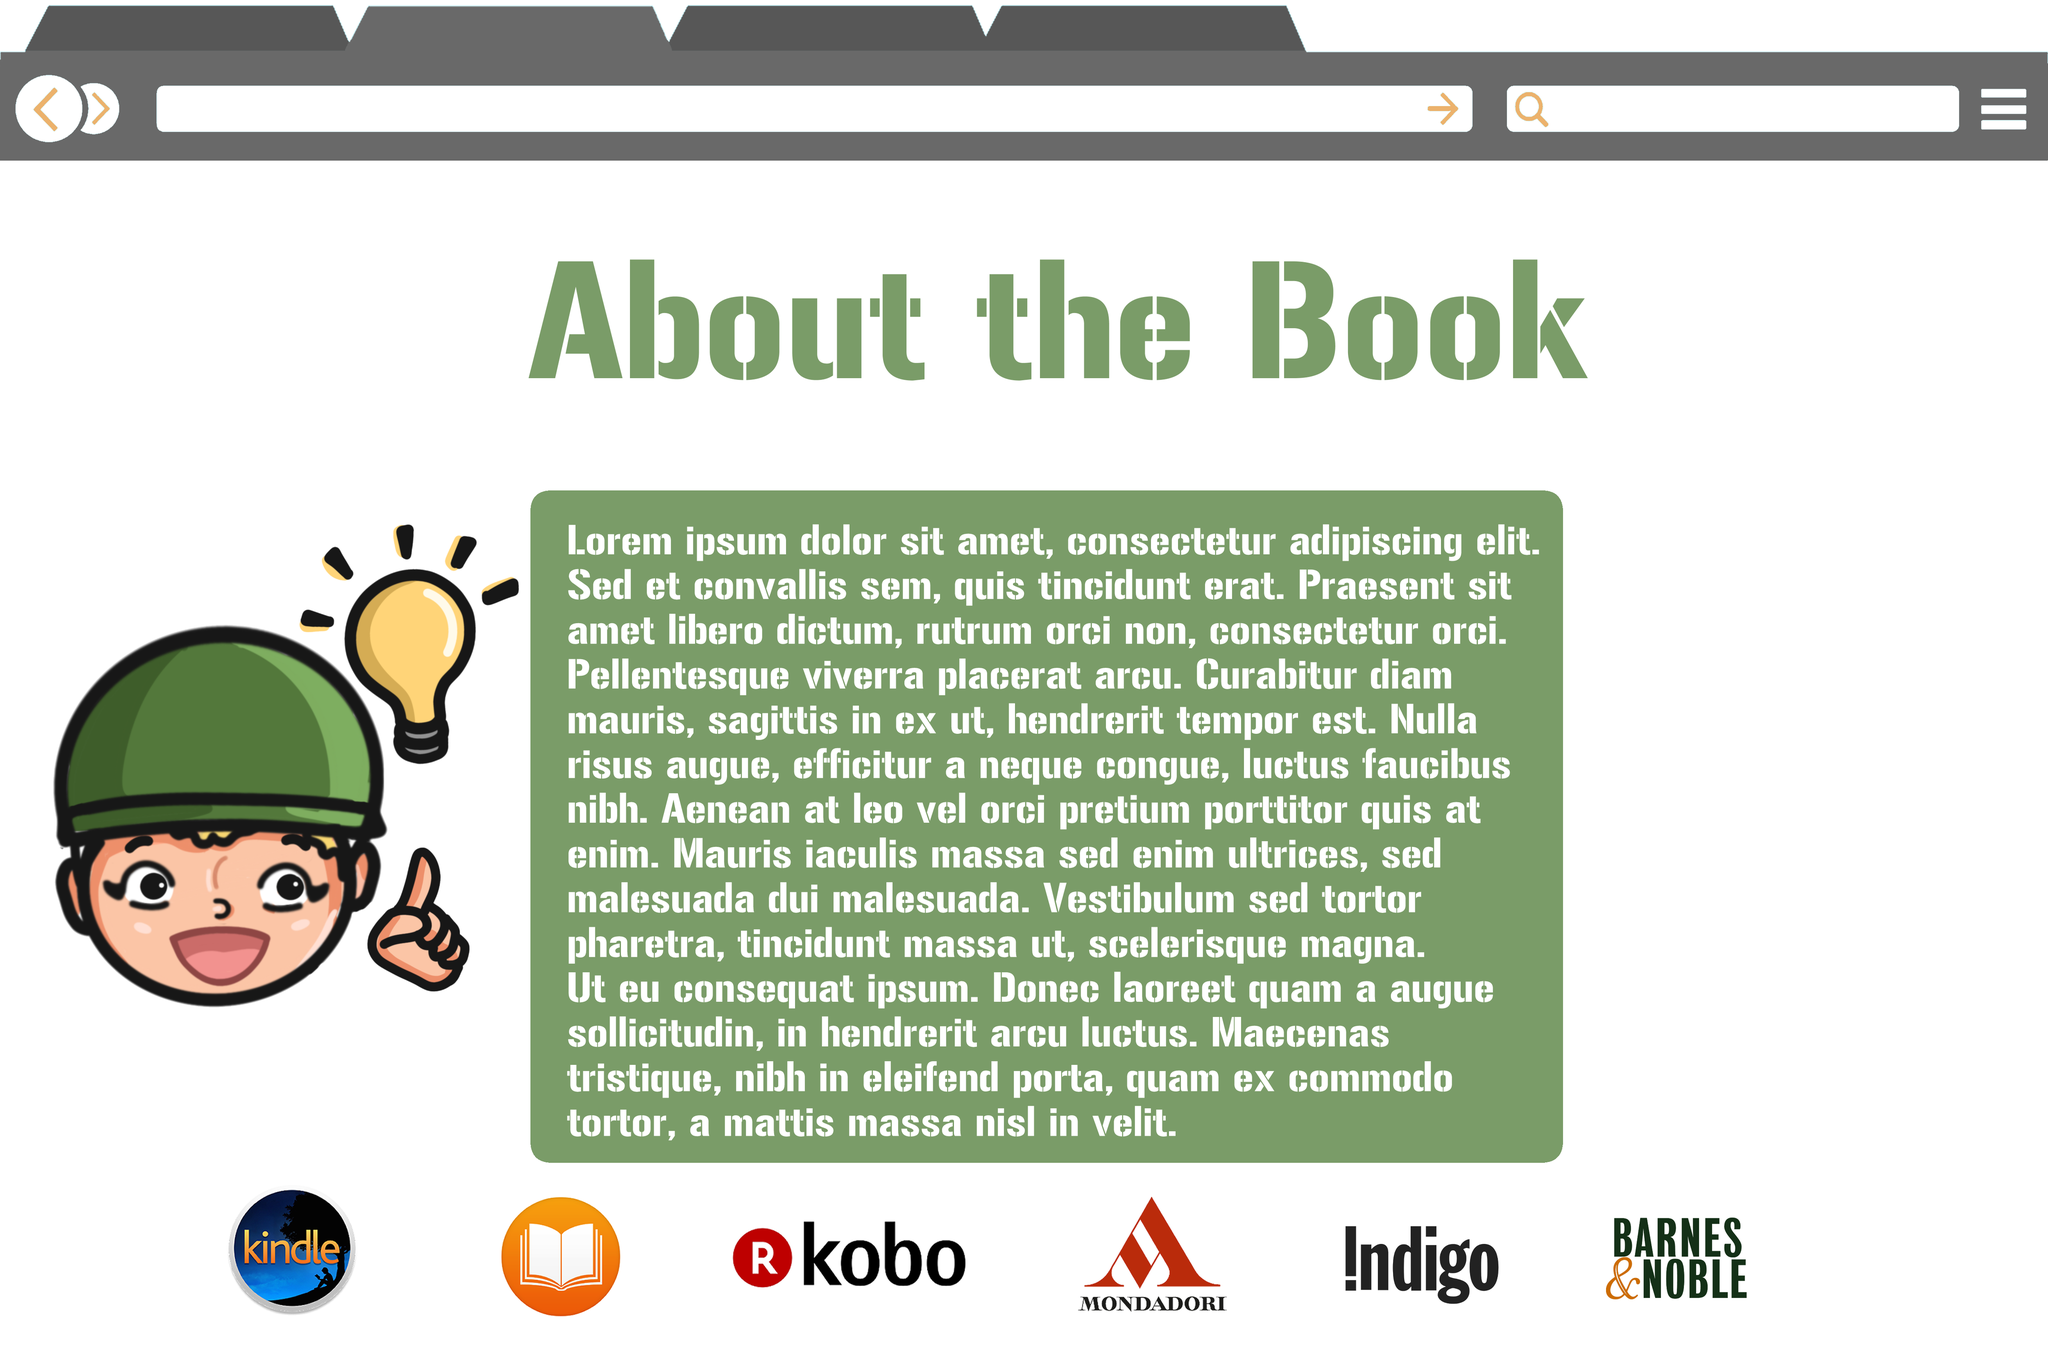 About the Book
Lorem ipsum dolor sit amet, consectetur adipiscing elit.
Sed et convallis sem, quis tincidunt erat. Praesent sit
amet libero dictum, rutrum orci non, consectetur orci.
Pellentesque viverra placerat arcu. Curabitur diam
mauris, sagittis in ex ut, hendrerit tempor est. Nulla
risus augue, efficitur a neque congue, luctus faucibus
nibh. Aenean at leo vel orci pretium porttitor quis at
enim. Mauris iaculis massa sed enim ultrices, sed
malesuada dui malesuada. Vestibulum sed tortor
pharetra, tincidunt massa ut, scelerisque magna.
Ut eu consequat ipsum. Donec laoreet quam a augue
sollicitudin, in hendrerit arcu luctus. Maecenas
tristique, nibh in eleifend porta, quam ex commodo
tortor, a mattis massa nisl in velit.
kindle
R kobo
MONDADORI
Indigo
BARNES
&NOBLE